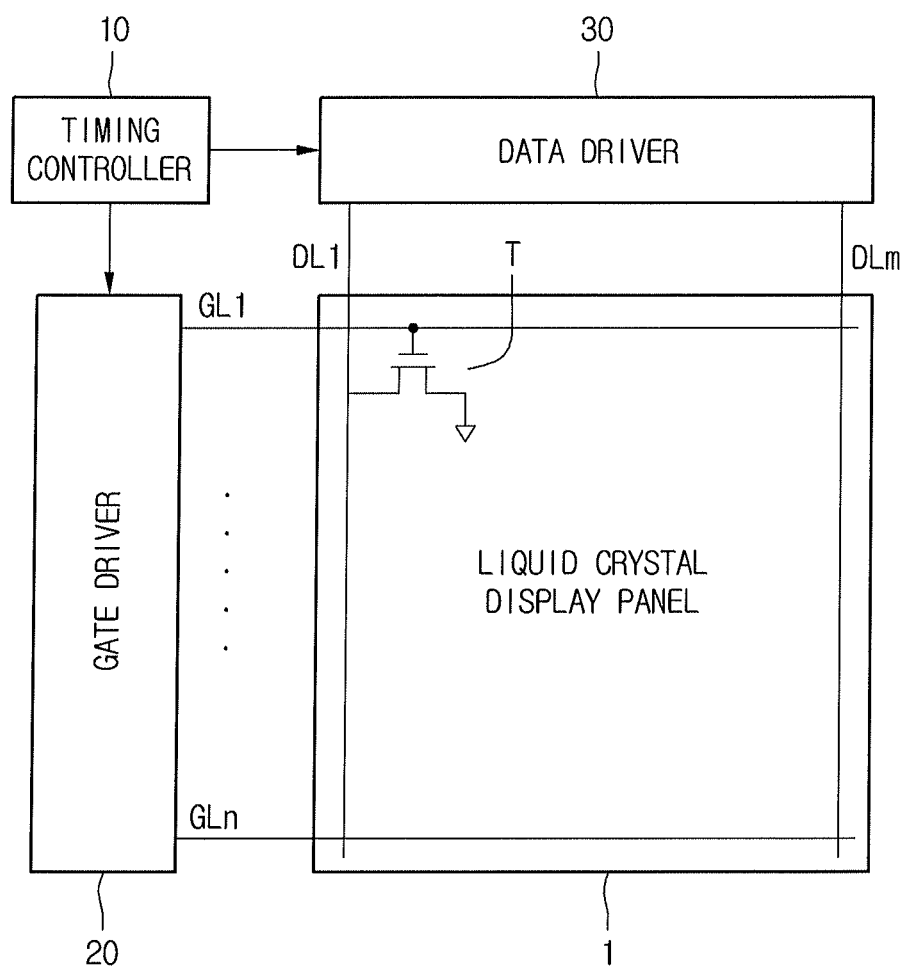 10
30
TIMING
CONTROLLER
DATA DRIVER
DL1
T
DLm
GL1
GATE DRIVER
LIQUID CRYSTAL
DISPLAY PANEL
GLn
20
1